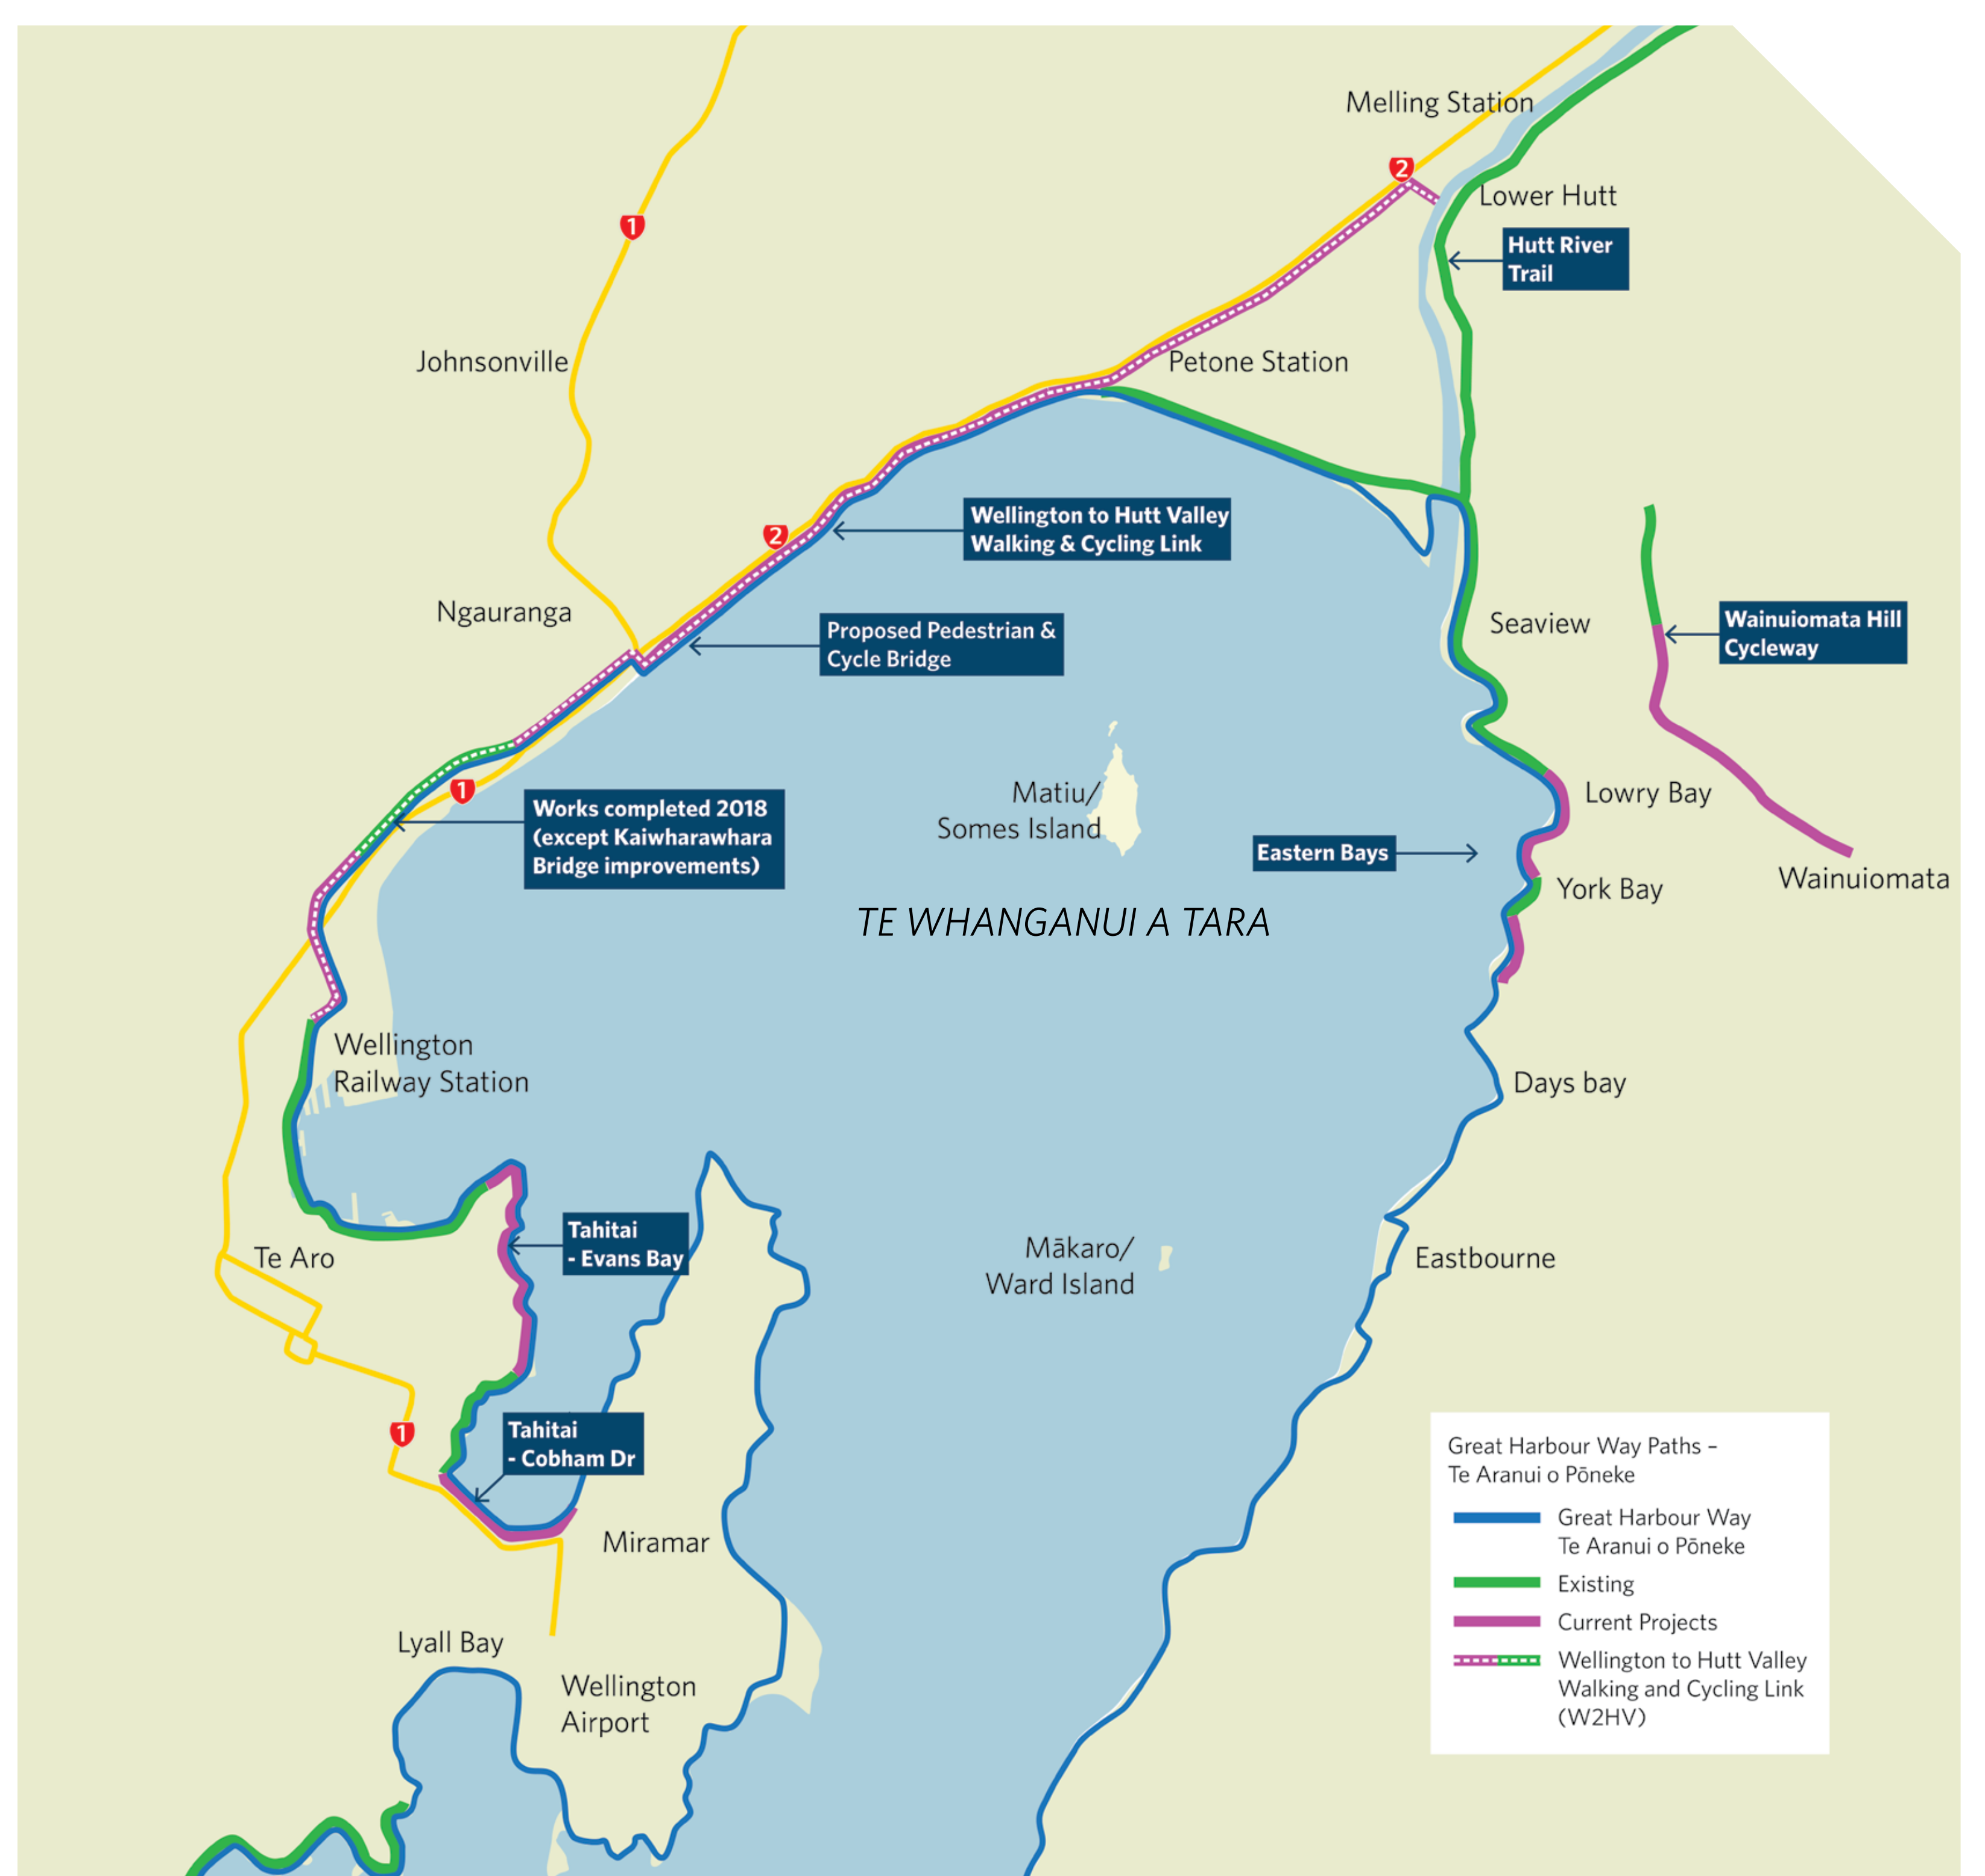 Melling Station
2
Lower Hutt
Hutt River
Trail
1
Johnsonville
Petone Station
Wellington to Hutt Valley
Walking & Cycling Link
2
Ngauranga
Proposed Pedestrian &
Cycle Bridge
Seaview
Wainuiomata Hill
Cycleway
1
Works completed 2018
(except Kaiwharawhara
Bridge improvements)
Matiu/
Somes Island
Lowry Bay
Eastern Bays
York Bay
Wainuiomata
TE WHANGANUI A TARA
Wellington
Railway Station
Days bay
Tahitai
- Evans Bay
Te Aro
Mākaro/
Ward Island
Eastbourne
1
Tahitai
- Cobham Dr
Miramar
Lyall Bay
Wellington
Airport
Great Harbour Way Paths –
Te Aranui o Pōneke
Great Harbour Way
Te Aranui o Pōneke
Existing
Current Projects
Wellington to Hutt Valley
Walking and Cycling Link
(W2HV)